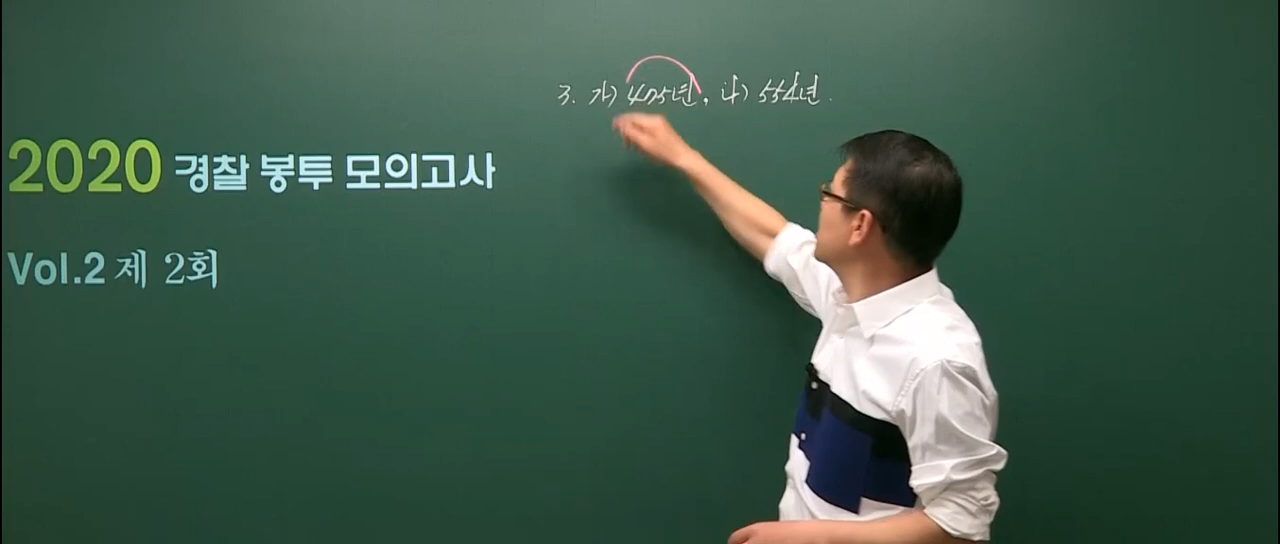 3. 가) 475년, 나) 554년.
2020 경찰 봉투 모의고사
Vol.2 제 2회